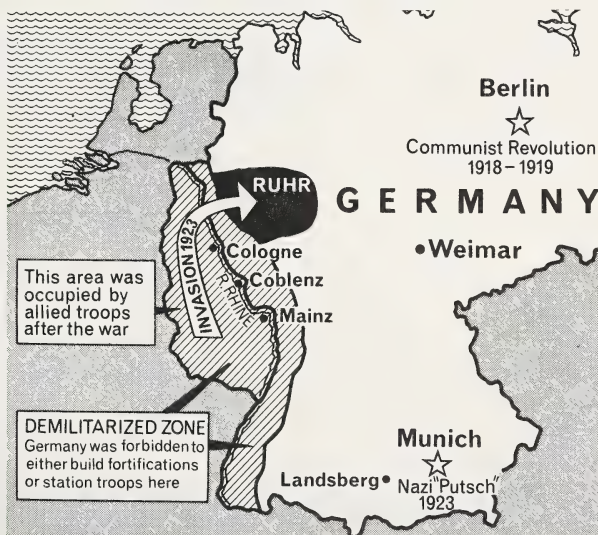 Berlin
Communist Revolution
1918–1919
RUHR
GERMANY
INVASION 1923
Cologne
Weimar
Coblenz
R. RHINE
Mainz
This area was
occupied by
allied troops
after the war
DEMILITARIZED ZONE
Germany was forbidden to
either build fortifications
or station troops here
Munich
Landsberg
Nazi "Putsch"
1923